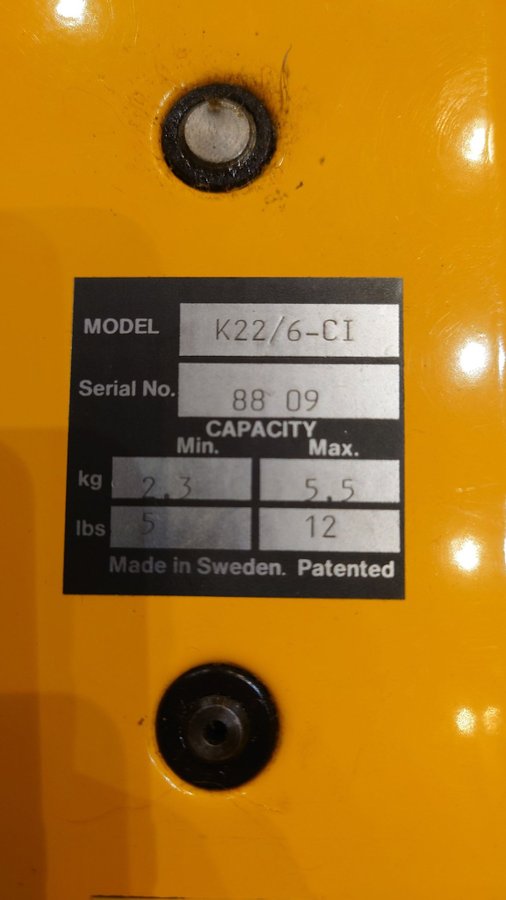 MODEL K22/6-CI
Serial No. 88 09
CAPACITY
Min. Max.
kg 2.3 5.5
lbs 5 12
Made in Sweden. Patented